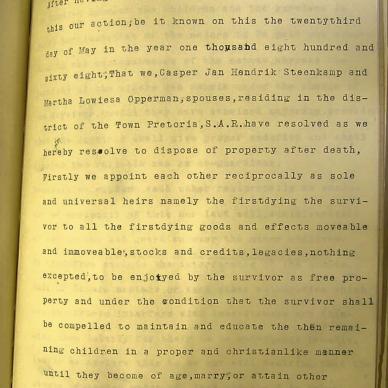 After having
this our action;be it known on this the twentythird
day of May in the year one thousand eight hundred and
sixty eight;That we,Casper Jan Hendrik Steenkamp and
Martha Lowiesa Opperman,spouses,residing in the dis-
trict of the Town Pretoria,S.A.R.have resolved as we
hereby resolve to dispose of property after death,
Firstly we appoint each other reciprocally as sole
and universal heirs namely the firstdying the survi-
vor to all the firstdying goods and effects moveable
and immoveable,stocks and credits,legacies,nothing
excepted,to be enjoyed by the survivor as free pro-
perty and under the condition that the survivor shall
be compelled to maintain and educate the then remai-
ning children in a proper and christianlike manner
until they become of age,marry,or attain other